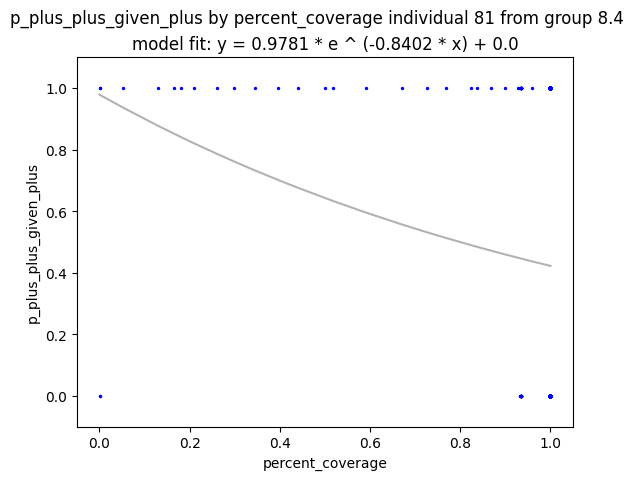 p_plus_plus_given_plus by percent_coverage individual 81 from group 8.4
model fit: y = 0.9781 * e ^ (-0.8402 * x) + 0.0
p_plus_plus_given_plus
1.0
0.8
0.6
0.4
0.2
0.0
0.0 0.2 0.4 0.6 0.8 1.0
percent_coverage